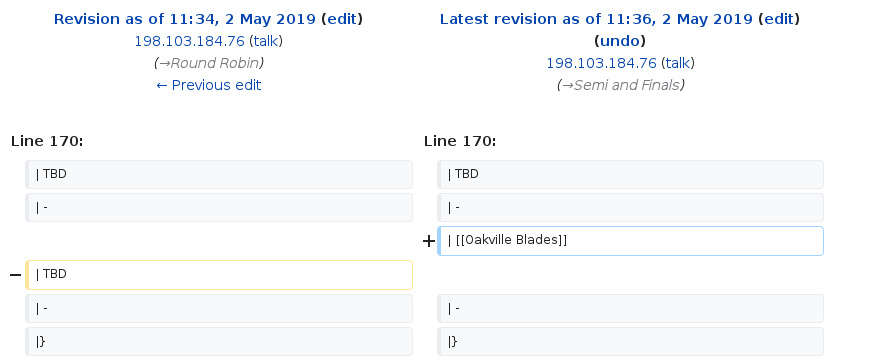 Revision as of 11:34, 2 May 2019 (edit)
198.103.184.76 (talk)
(→Round Robin)
← Previous edit
Latest revision as of 11:36, 2 May 2019 (edit)
(undo)
198.103.184.76 (talk)
(→Semi and Finals)
Line 170:
Line 170:
| TBD
| TBD
| -
| -
+ | [[Oakville Blades]]
− | TBD
| -
| -
|}
|}